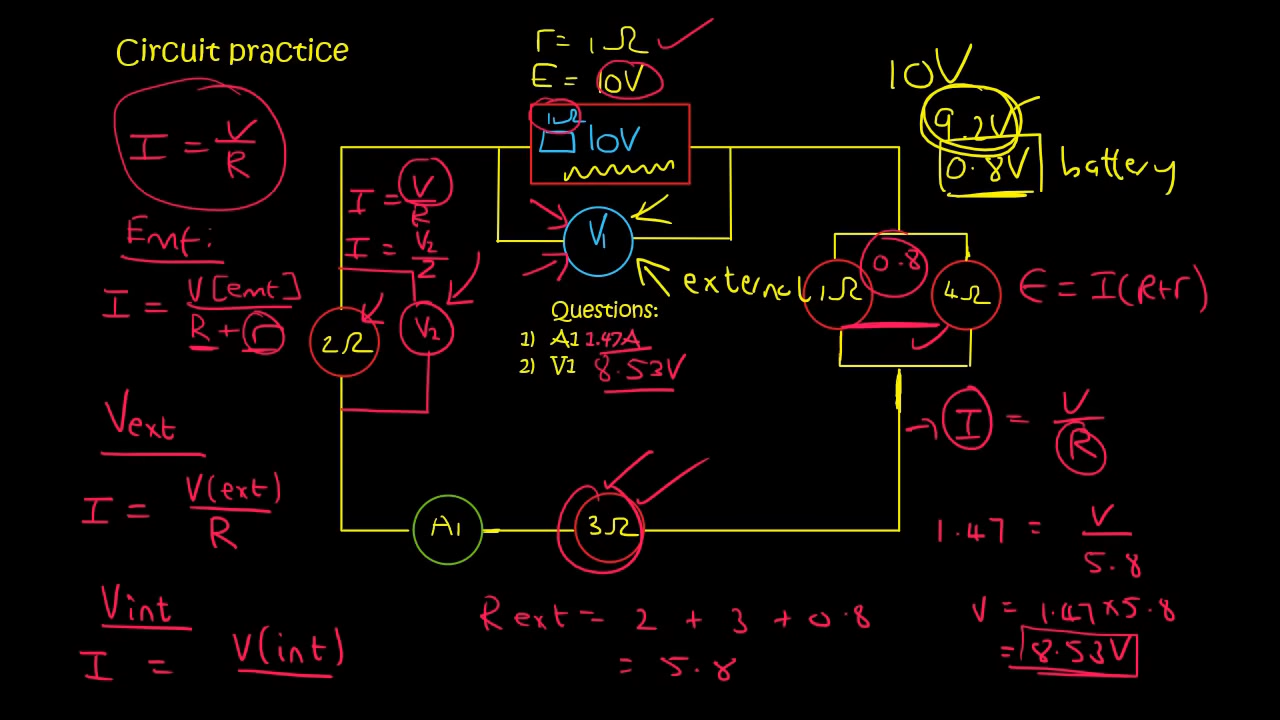 Circuit practice
r = 1Ω
E = 10V
10V
9.2V
0.8V battery
I = V/R
1Ω
10V
Emf:
I = V[emf]/R + r
I = V/R
I = V₂/2
V1
external
0.8
1Ω
4Ω
E = I(R+r)
2Ω
V₂
Questions:
1) A1 1.47A
2) V1 8.53V
Vext
I = V(ext)/R
I = V/R
A1
3Ω
1.47 = V/5.8
Vint
I = V(int)
R ext = 2 + 3 + 0.8
= 5.8
V = 1.47 × 5.8
= 8.53V